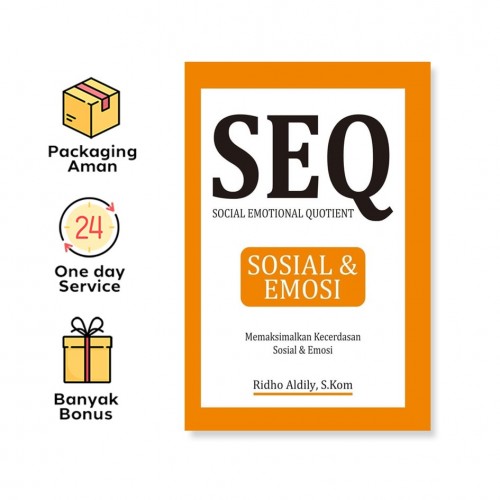 Packaging
Aman
24
One day
Service
Banyak
Bonus
SEQ
SOCIAL EMOTIONAL QUOTIENT
SOSIAL &
EMOSI
Memaksimalkan Kecerdasan
Sosial & Emosi
Ridho Aldily, S.Kom